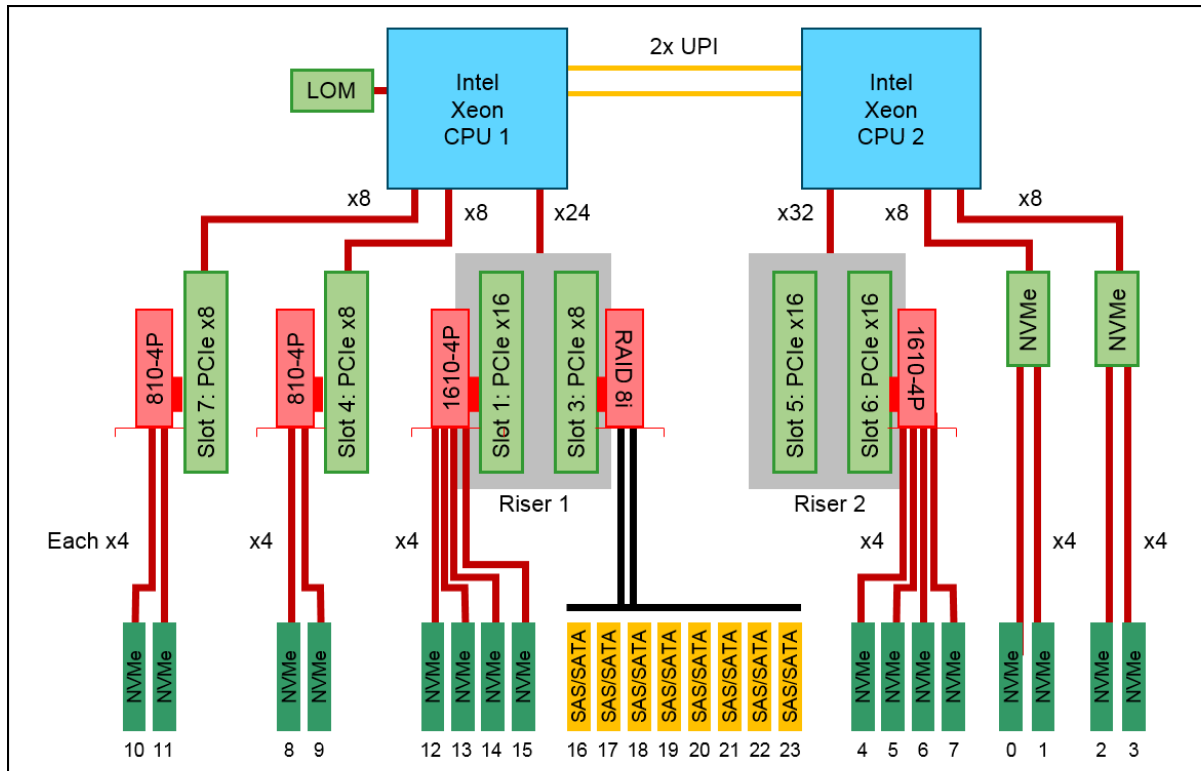 2x UPI
LOM
Intel
Xeon
CPU 1
Intel
Xeon
CPU 2
x8
x8
x24
x32
x8
x8
810-4P
Slot 7: PCIe x8
810-4P
Slot 4: PCIe x8
1610-4P
Slot 1: PCIe x16
Slot 3: PCIe x8
RAID 8i
Slot 5: PCIe x16
Slot 6: PCIe x16
1610-4P
NVMe
NVMe
Riser 1
Riser 2
Each x4
x4
x4
x4
x4
x4
NVMe
NVMe
NVMe
NVMe
NVMe
NVMe
NVMe
NVMe
SAS/SATA
SAS/SATA
SAS/SATA
SAS/SATA
SAS/SATA
SAS/SATA
SAS/SATA
SAS/SATA
NVMe
NVMe
NVMe
NVMe
NVMe
NVMe
NVMe
NVMe
10 11 8 9 12 13 14 15 16 17 18 19 20 21 22 23 4 5 6 7 0 1 2 3